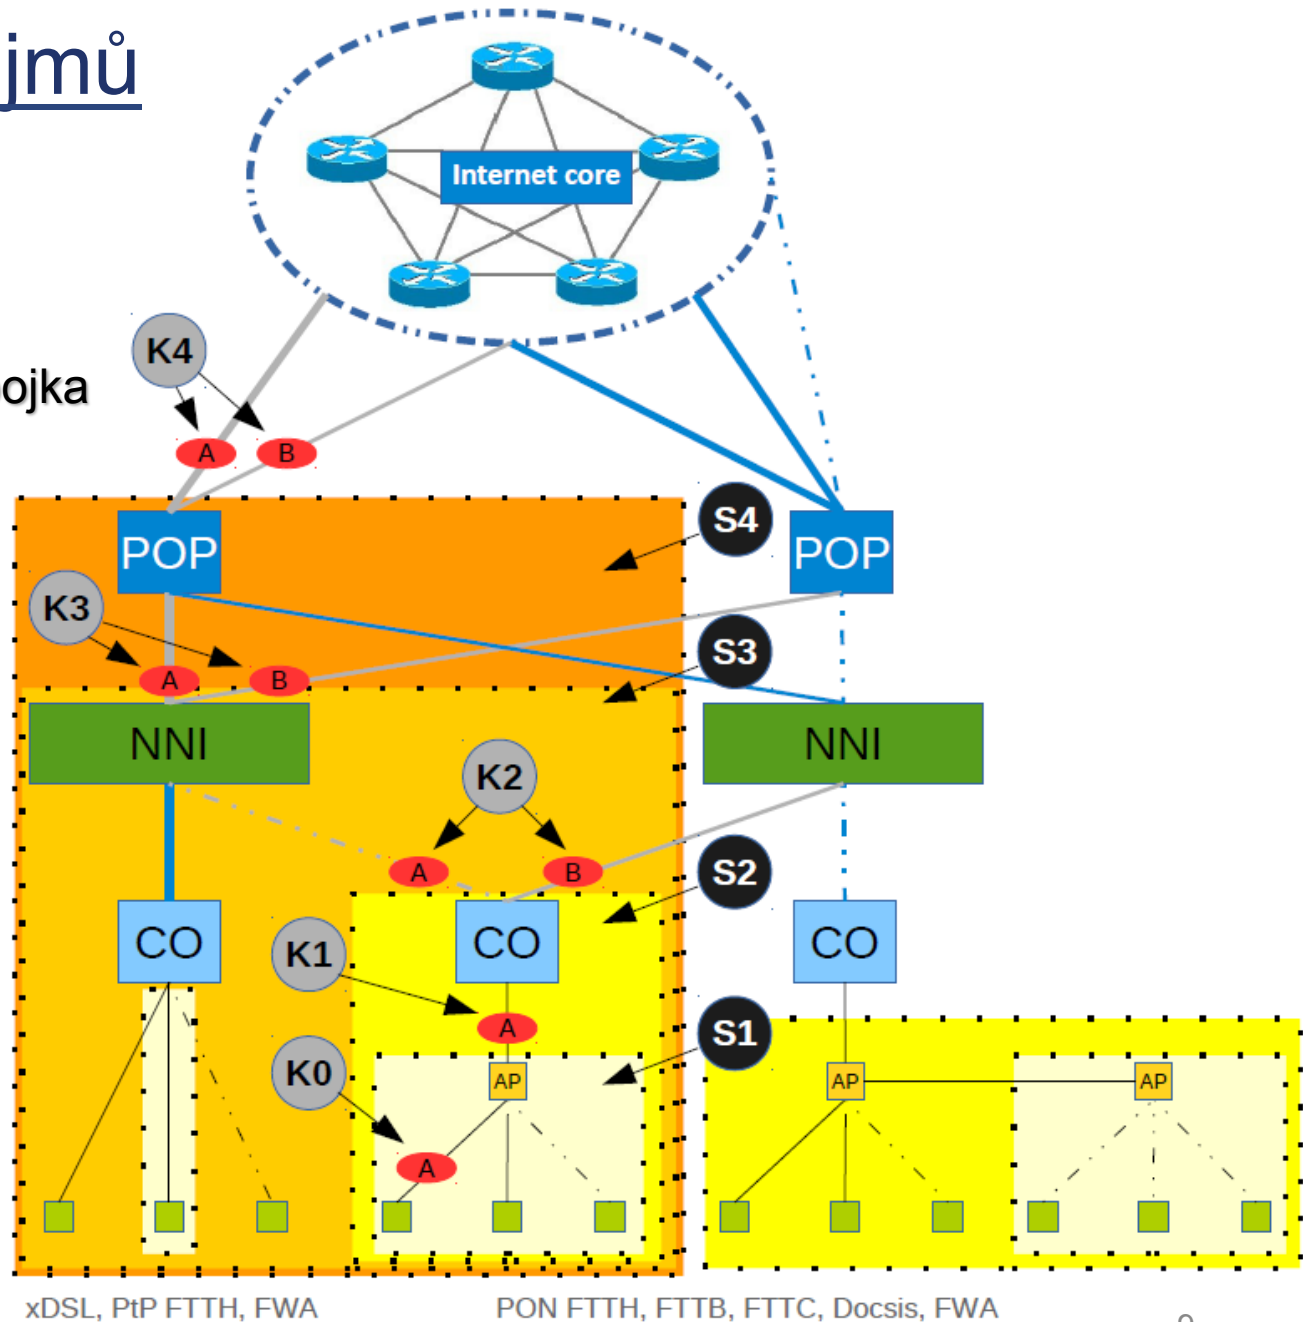 jmů
Internet core
K4
ojka
A
B
S4
POP
POP
K3
S3
A
B
NNI
NNI
K2
A
B
S2
CO
CO
CO
K1
A
S1
K0
AP
AP
AP
A
xDSL, PtP FTTH, FWA
PON FTTH, FTTB, FTTC, Docsis, FWA